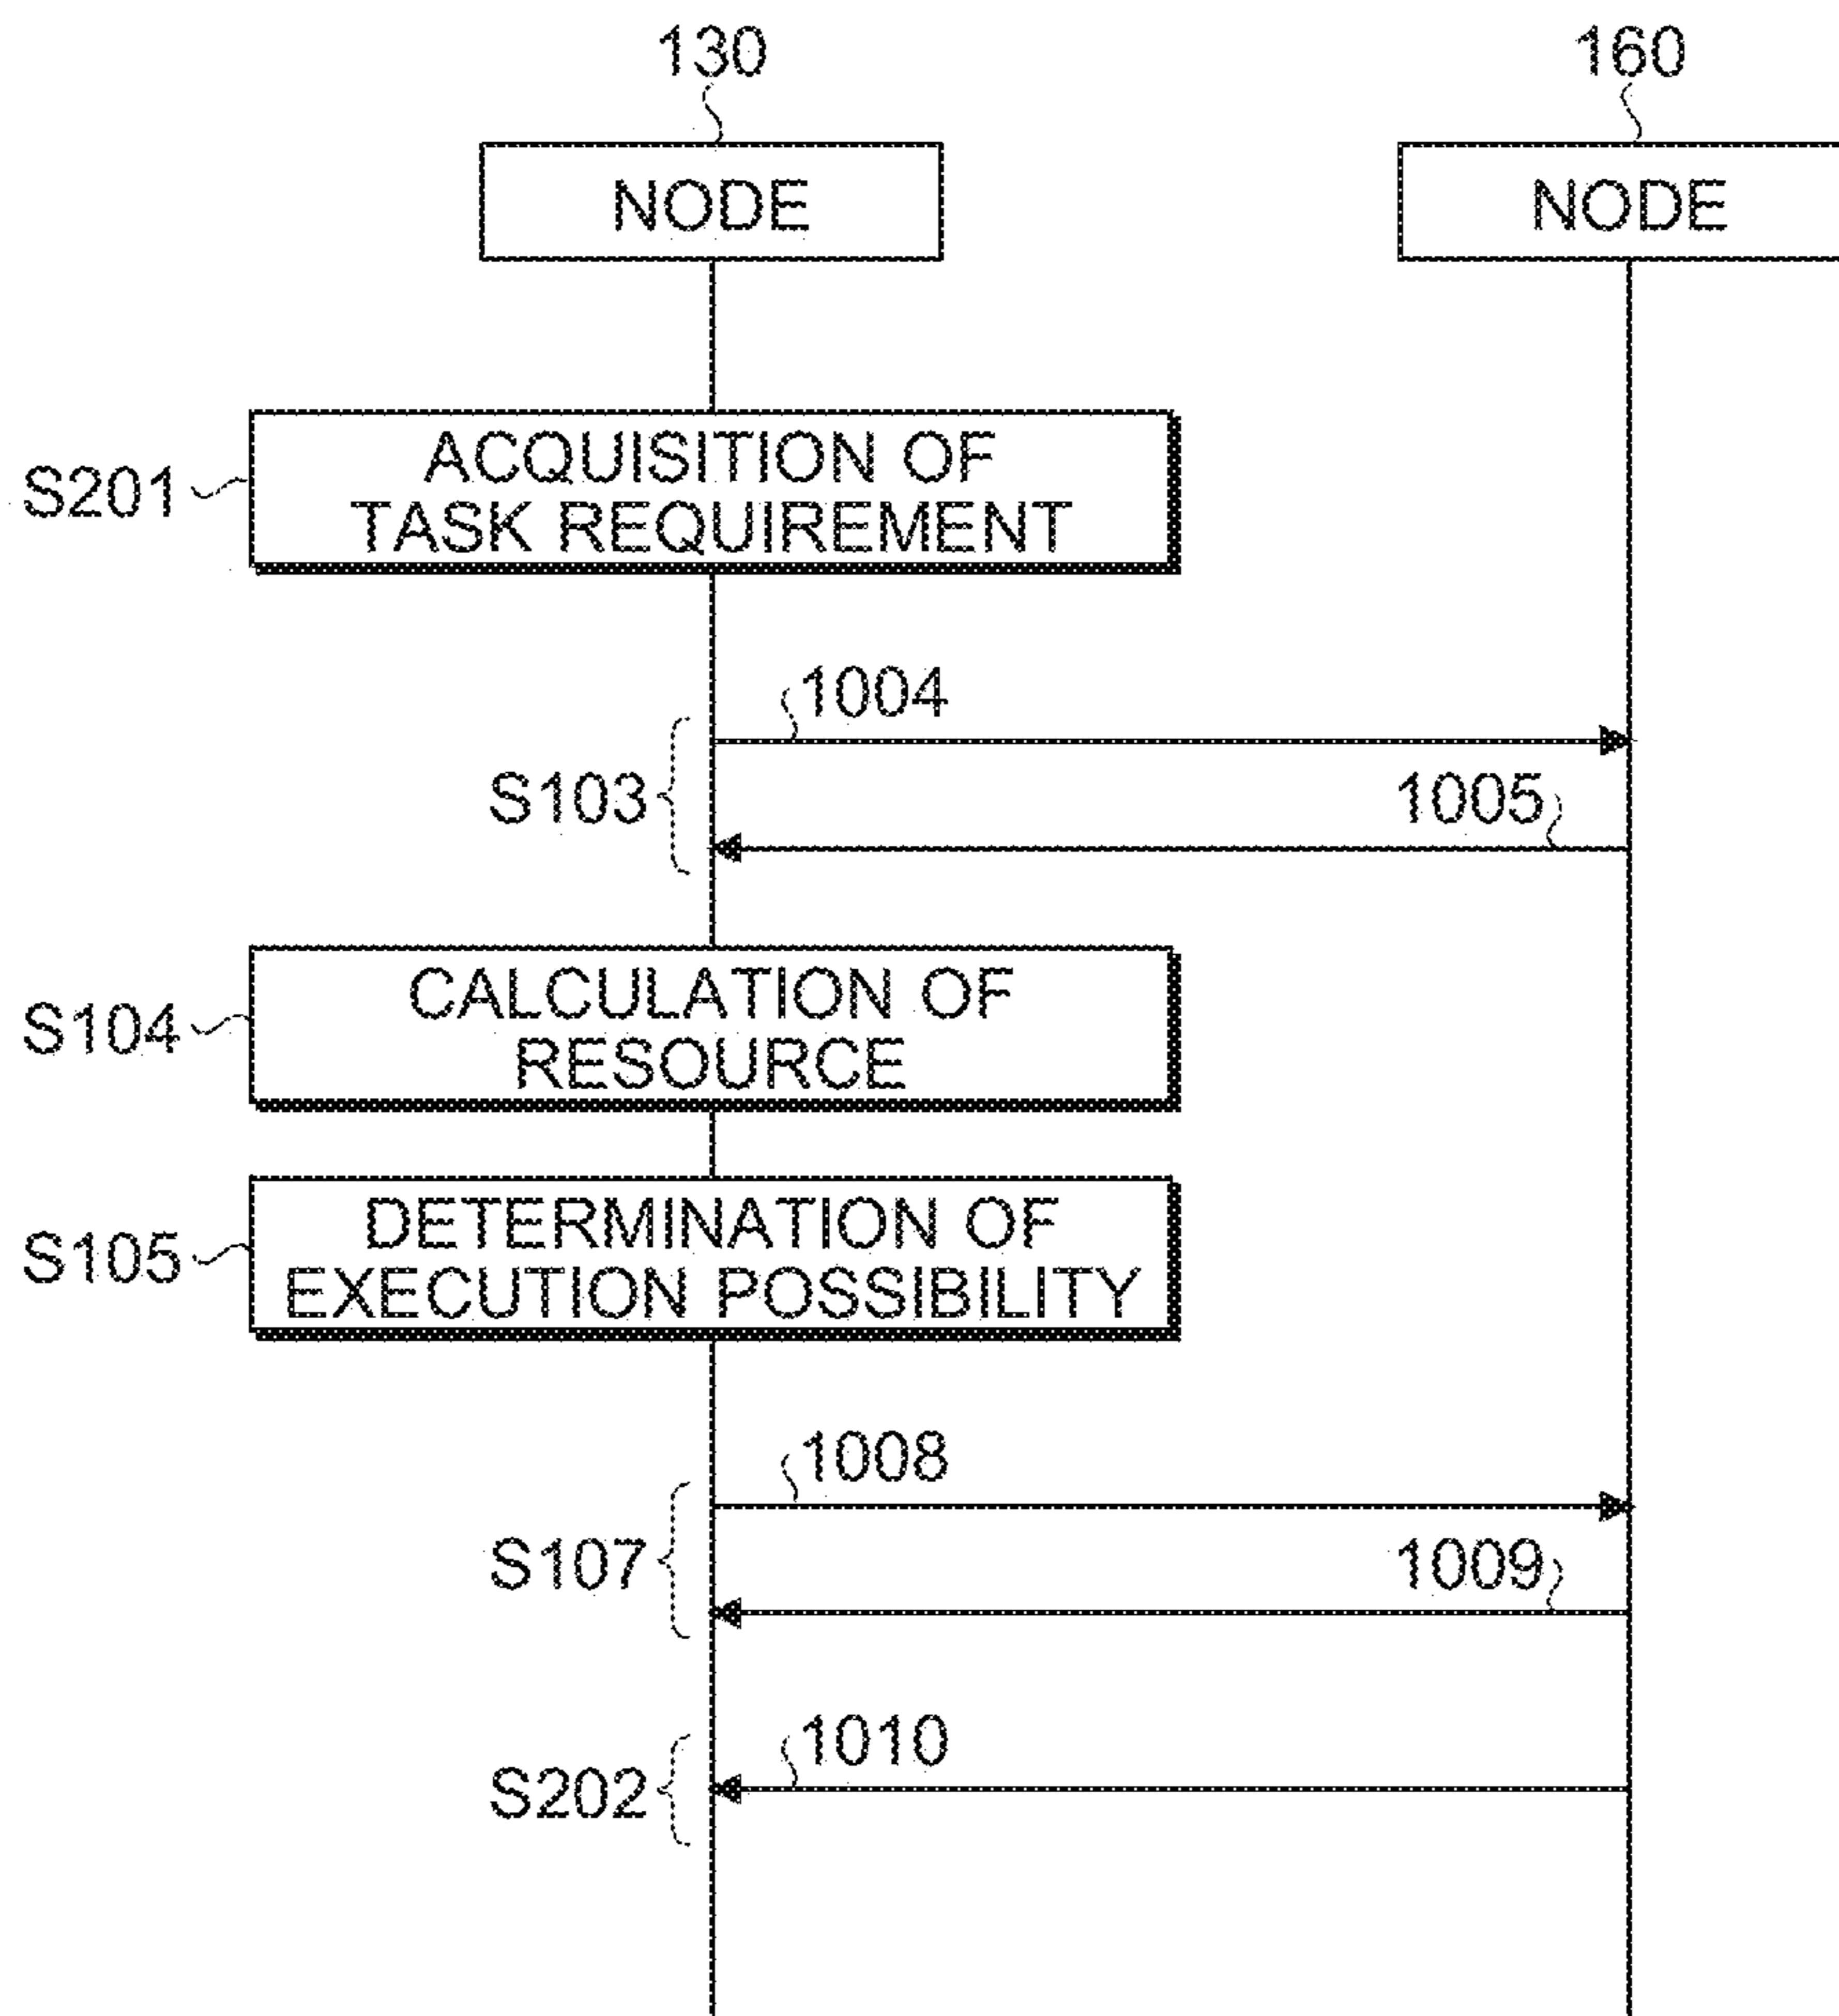 130
160
NODE
NODE
S201
ACQUISITION OF
TASK REQUIREMENT
1004
S103
1005
S104
CALCULATION OF
RESOURCE
S105
DETERMINATION OF
EXECUTION POSSIBILITY
1008
S107
1009
1010
S202